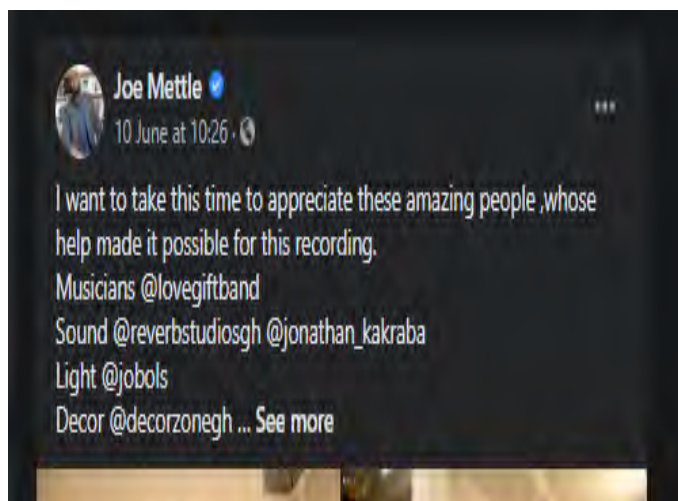 Joe Mettle
10 June at 10:26 ·
I want to take this time to appreciate these amazing people ,whose
help made it possible for this recording.
Musicians @lovegiftband
Sound @reverbstudiosgh @jonathan_kakraba
Light @jobols
Decor @decorzonegh ... See more